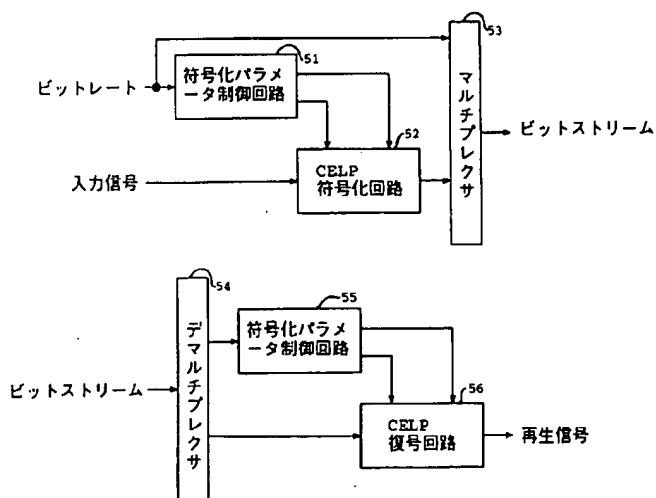 53
51
ビットレート
符号化パラメ
ータ制御回路
マルチプレクサ
ビットストリーム
52
入力信号
CELP
符号化回路
54
55
デマルチプレクサ
符号化パラメ
ータ制御回路
ビットストリーム
56
CELP
復号回路
再生信号